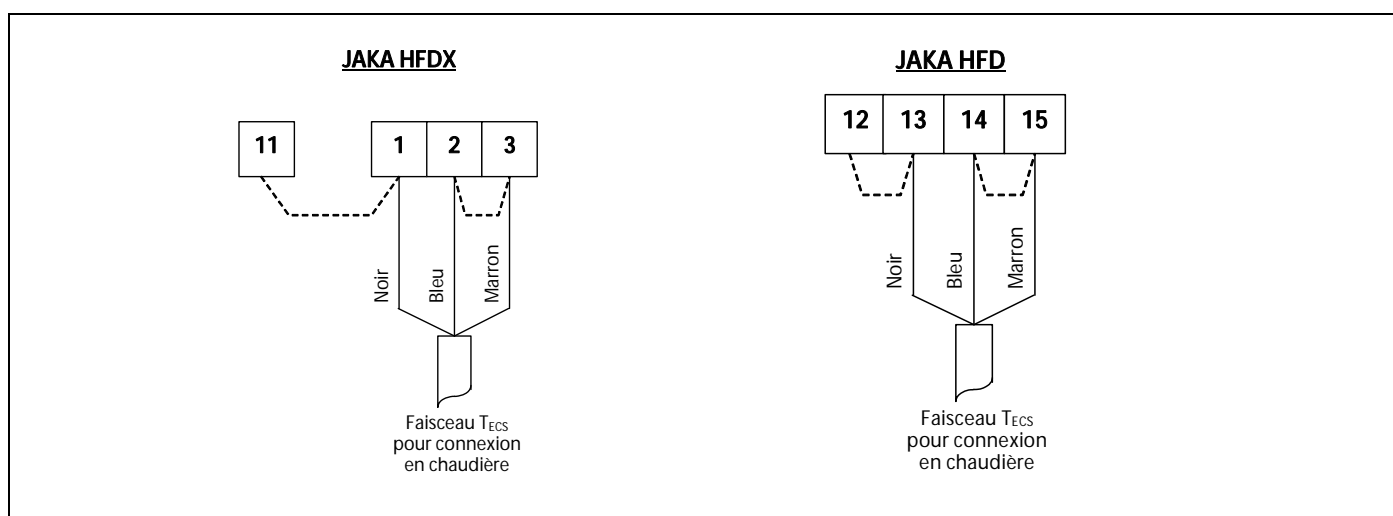 JAKA HFDX
11 1 2 3
Noir
Bleu
Marron
Faisceau TECS
pour connexion
en chaudière
JAKA HFD
12 13 14 15
Noir
Bleu
Marron
Faisceau TECS
pour connexion
en chaudière